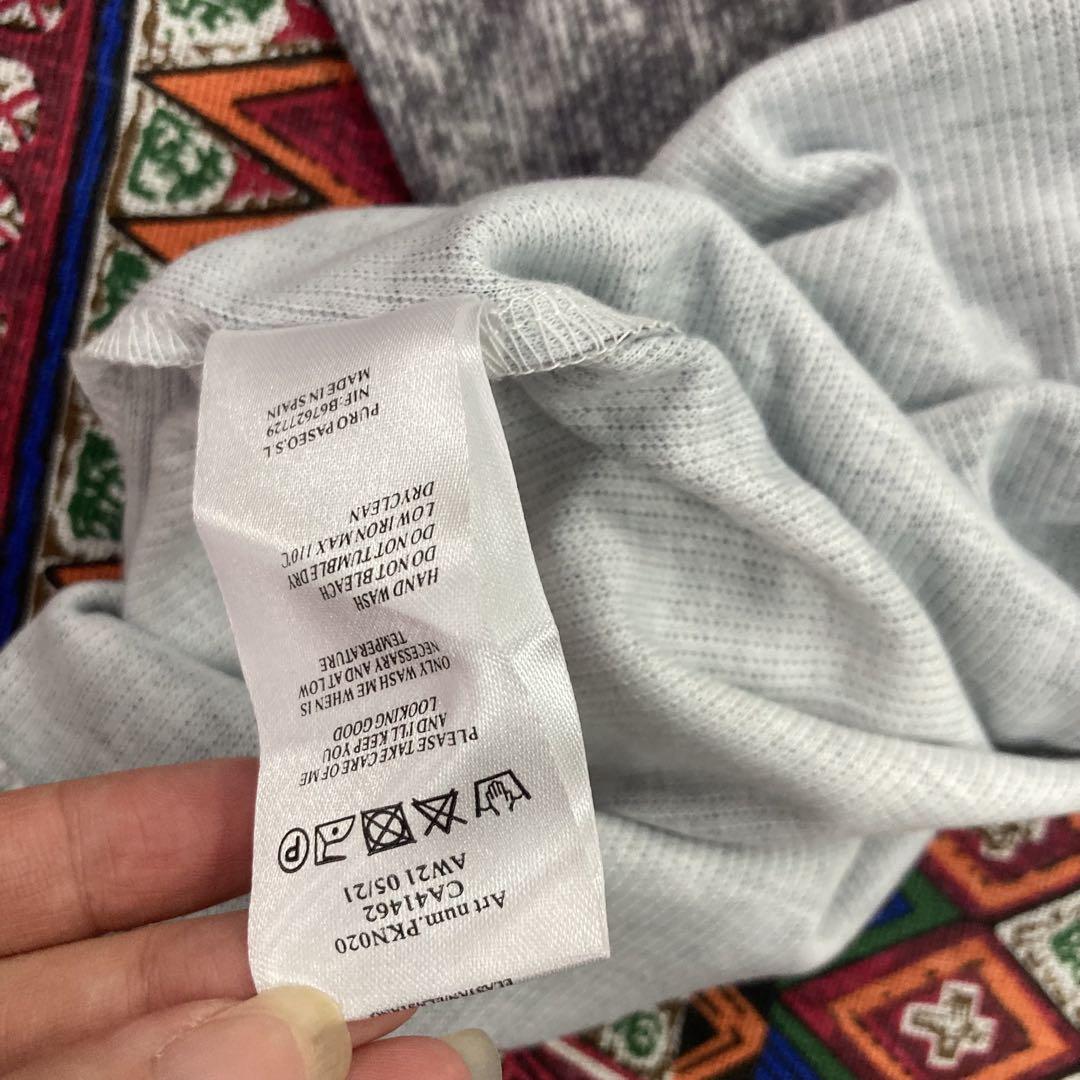 Art num.PKN020
CA41462
AW21 05/21
P
PLEASE TAKE CARE OF ME
AND I'LL KEEP YOU
LOOKING GOOD
ONLY WASH ME WHEN IS
NECESSARY AND AT LOW
TEMPERATURE
HAND WASH
DO NOT BLEACH
DO NOT TUMBLE DRY
LOW IRON MAX 110°C
DRYCLEAN
PURO PASEO.S.L
NIF:B67627729
MADE IN SPAIN